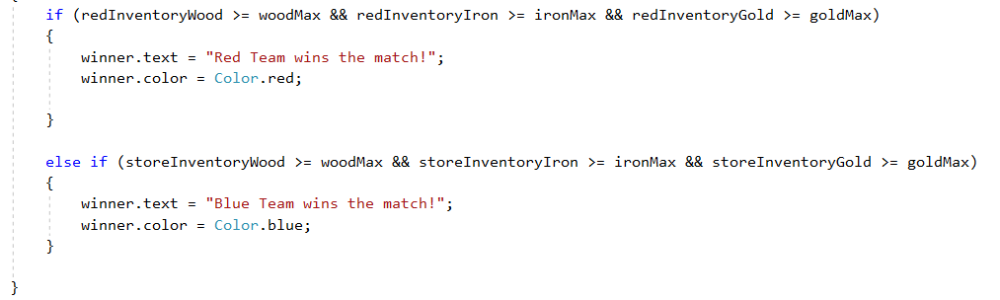 if (redInventoryWood >= woodMax && redInventoryIron >= ironMax && redInventoryGold >= goldMax)
{
winner.text = "Red Team wins the match!";
winner.color = Color.red;
}
else if (storeInventoryWood >= woodMax && storeInventoryIron >= ironMax && storeInventoryGold >= goldMax)
{
winner.text = "Blue Team wins the match!";
winner.color = Color.blue;
}
}